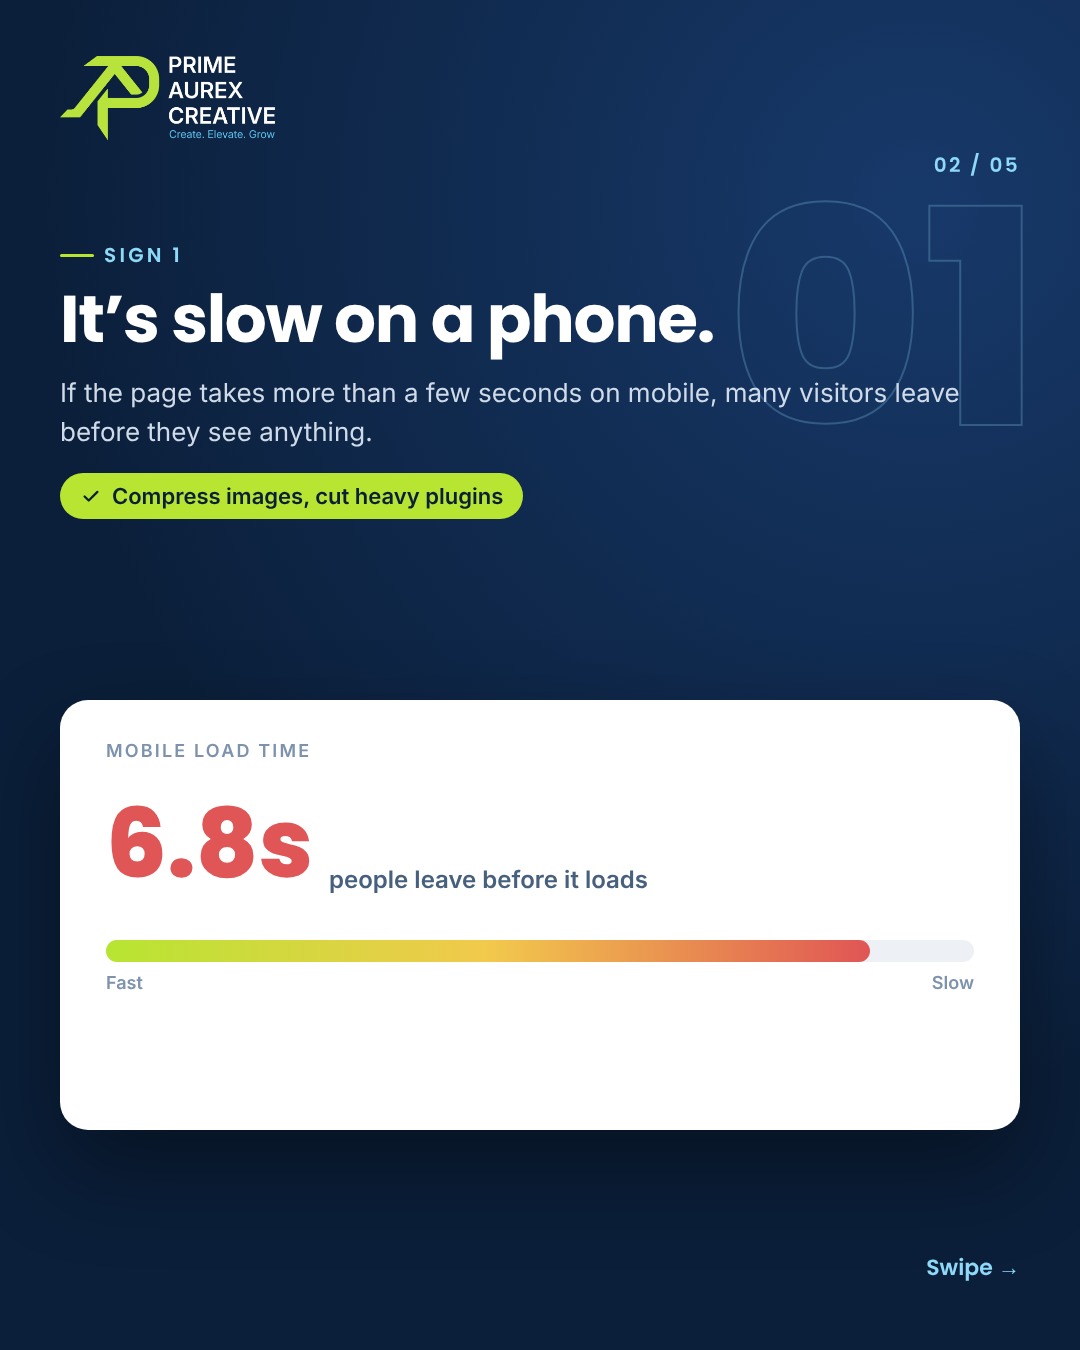 PRIME
AUREX
CREATIVE
Create. Elevate. Grow
02 / 05
01
SIGN 1
It’s slow on a phone.
If the page takes more than a few seconds on mobile, many visitors leave
before they see anything.
✓ Compress images, cut heavy plugins
MOBILE LOAD TIME
6.8s people leave before it loads
Fast Slow
Swipe →